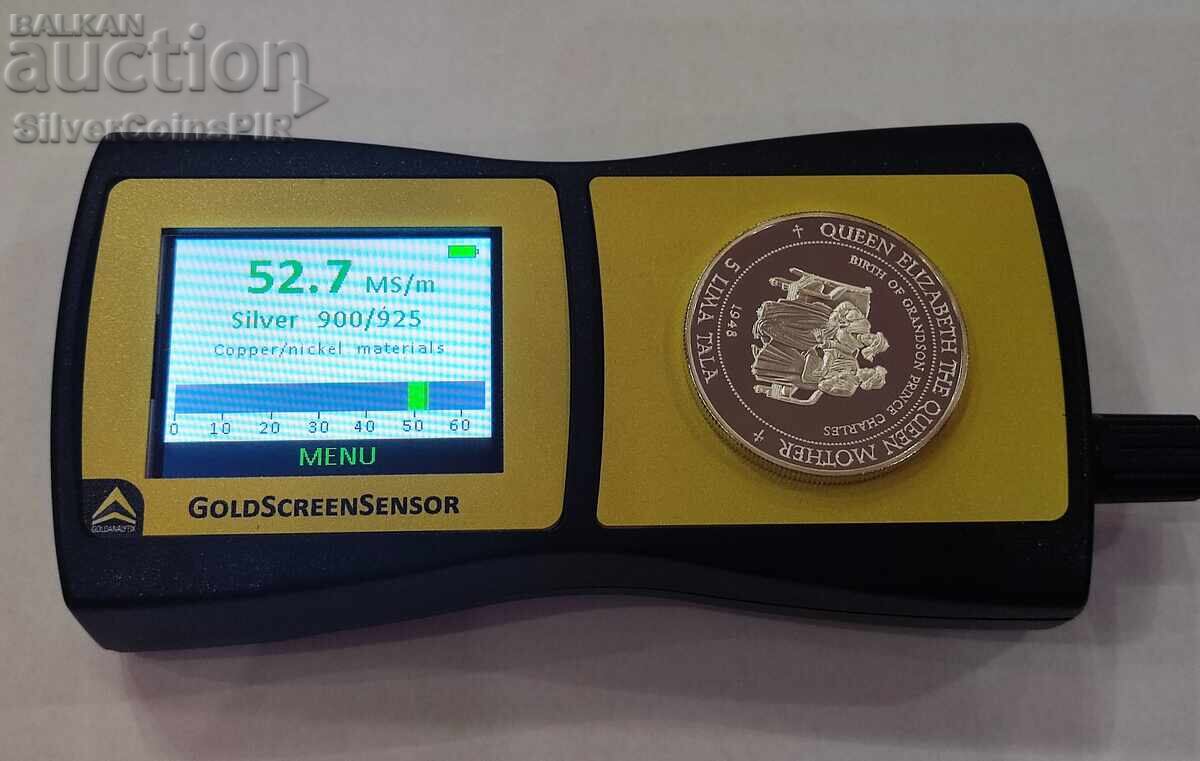 BALKAN
auction
SilverCoinsPIR
52.7 MS/m
Silver 900/925
Copper/nickel materials
0 10 20 30 40 50 60
MENU
GOLDANALYTIX
GOLDSCREENSENSOR
✝ QUEEN ELIZABETH THE QUEEN MOTHER ✝
BIRTH OF GRANDSON PRINCE CHARLES
1948
5 LIMA TALA